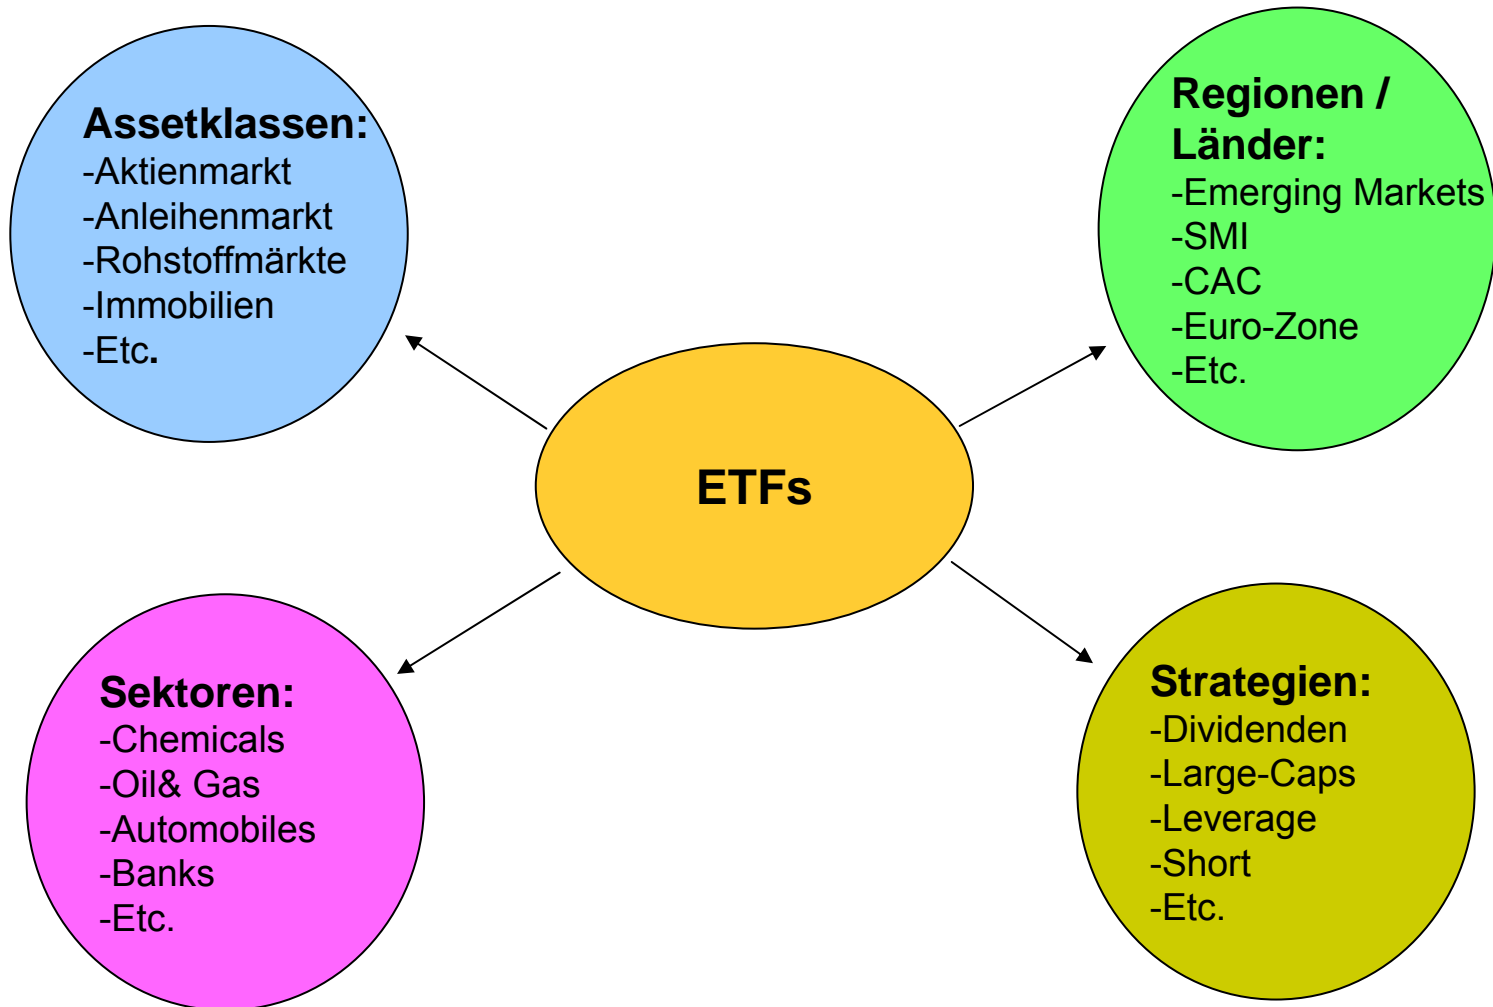 Assetklassen:
-Aktienmarkt
-Anleihenmarkt
-Rohstoffmärkte
-Immobilien
-Etc.
Regionen /
Länder:
-Emerging Markets
-SMI
-CAC
-Euro-Zone
-Etc.
ETFs
Sektoren:
-Chemicals
-Oil& Gas
-Automobiles
-Banks
-Etc.
Strategien:
-Dividenden
-Large-Caps
-Leverage
-Short
-Etc.